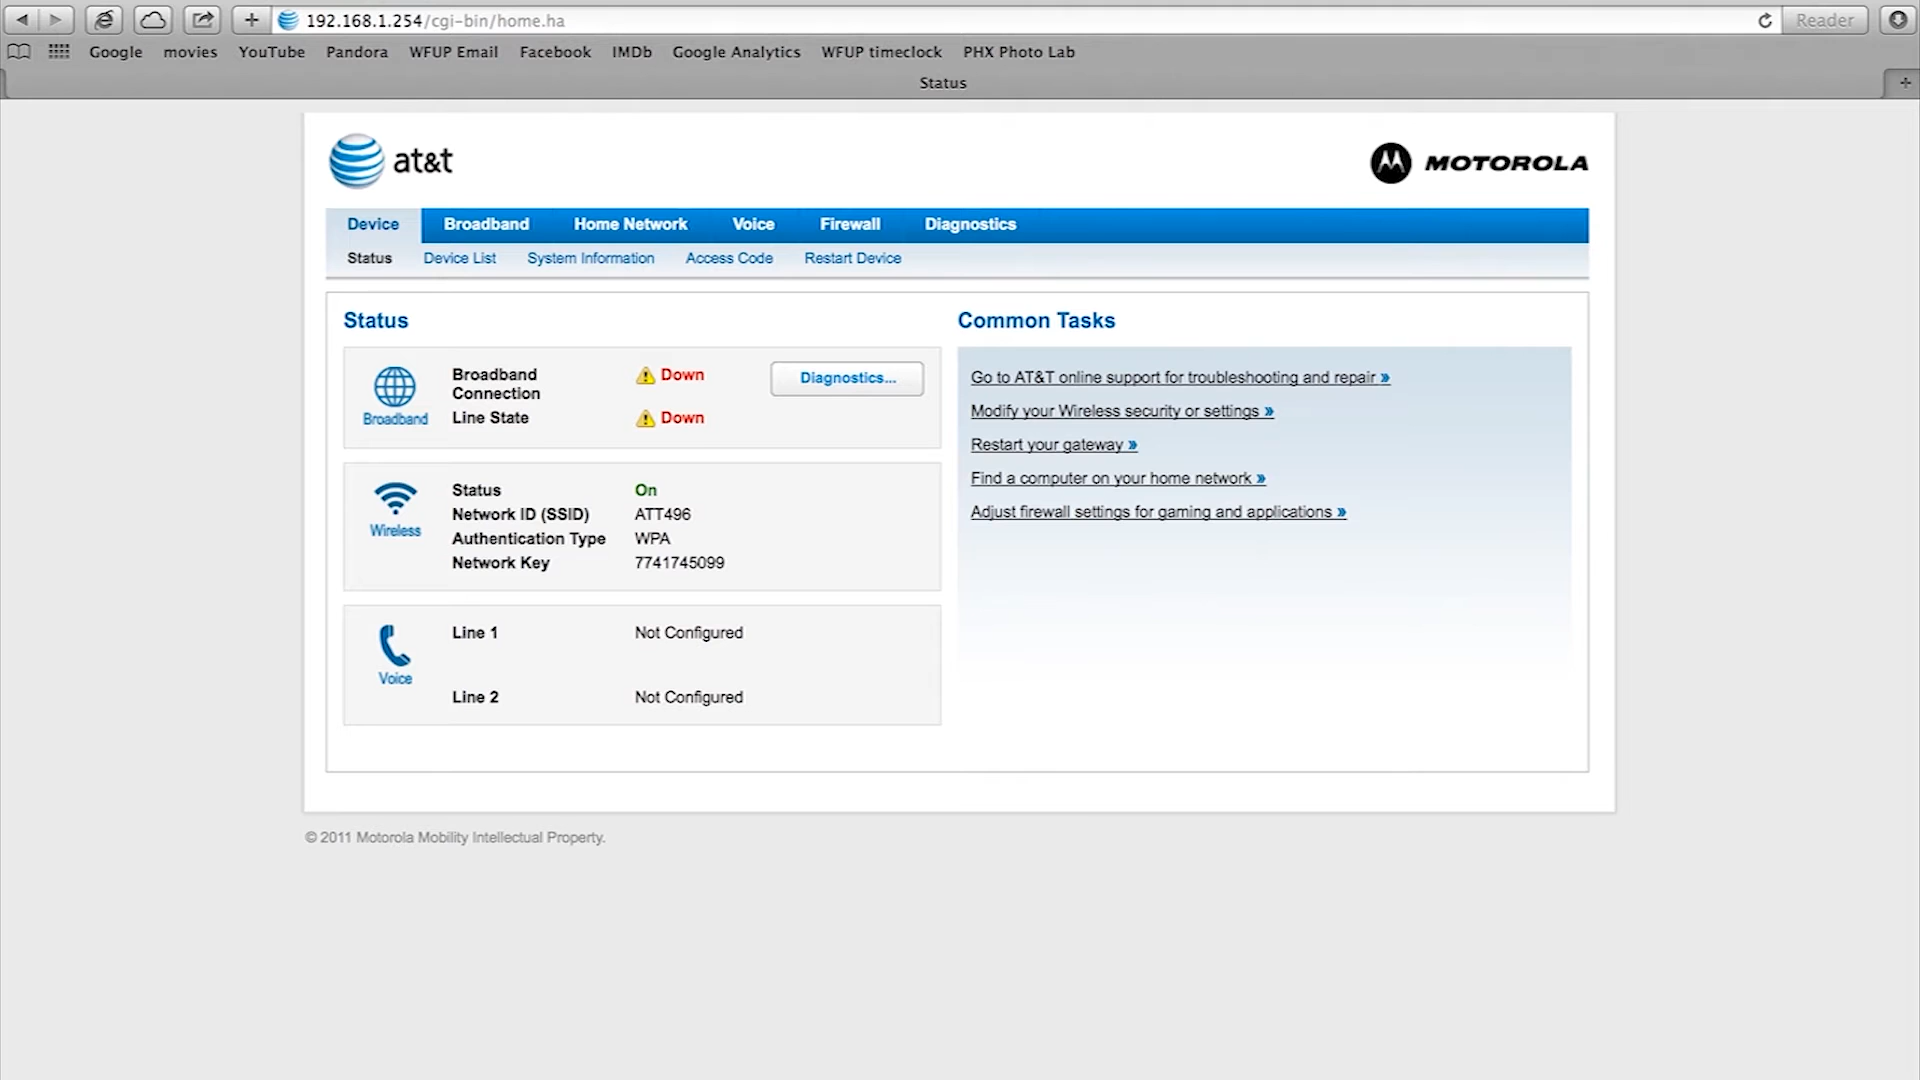 192.168.1.254/cgi-bin/home.ha
Reader
Google movies YouTube Pandora WFUP Email Facebook IMDb Google Analytics WFUP timeclock PHX Photo Lab
Status
at&t
MOTOROLA
Device Broadband Home Network Voice Firewall Diagnostics
Status Device List System Information Access Code Restart Device
Status
Broadband
Broadband Connection
Down
Diagnostics...
Line State
Down
Wireless
Status On
Network ID (SSID) ATT496
Authentication Type WPA
Network Key 7741745099
Voice
Line 1 Not Configured
Line 2 Not Configured
Common Tasks
Go to AT&T online support for troubleshooting and repair »
Modify your Wireless security or settings »
Restart your gateway »
Find a computer on your home network »
Adjust firewall settings for gaming and applications »
© 2011 Motorola Mobility Intellectual Property.